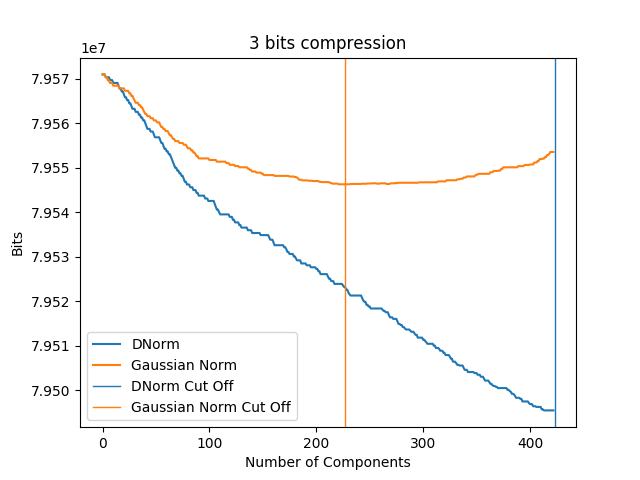 3 bits compression
1e7
7.957
7.956
7.955
7.954
7.953
7.952
7.951
7.950
Bits
DNorm
Gaussian Norm
DNorm Cut Off
Gaussian Norm Cut Off
0 100 200 300 400
Number of Components